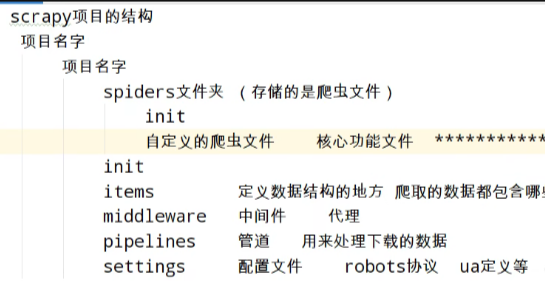 scrapy项目的结构
项目名字
项目名字
spiders文件夹 （存储的是爬虫文件）
init
自定义的爬虫文件 核心功能文件 ***********
init
items 定义数据结构的地方 爬取的数据都包含哪
middleware 中间件 代理
pipelines 管道 用来处理下载的数据
settings 配置文件 robots协议 ua定义等